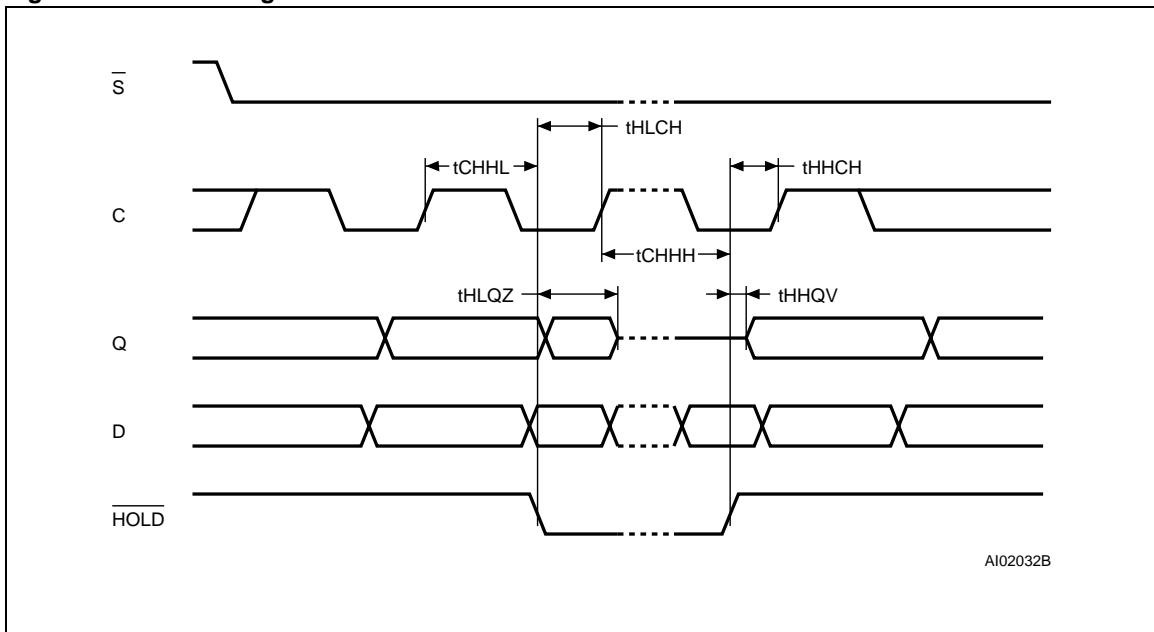 S
tHLCH
tCHHL
tHHCH
C
tCHHH
tHLQZ
tHHQV
Q
D
HOLD
AI02032B